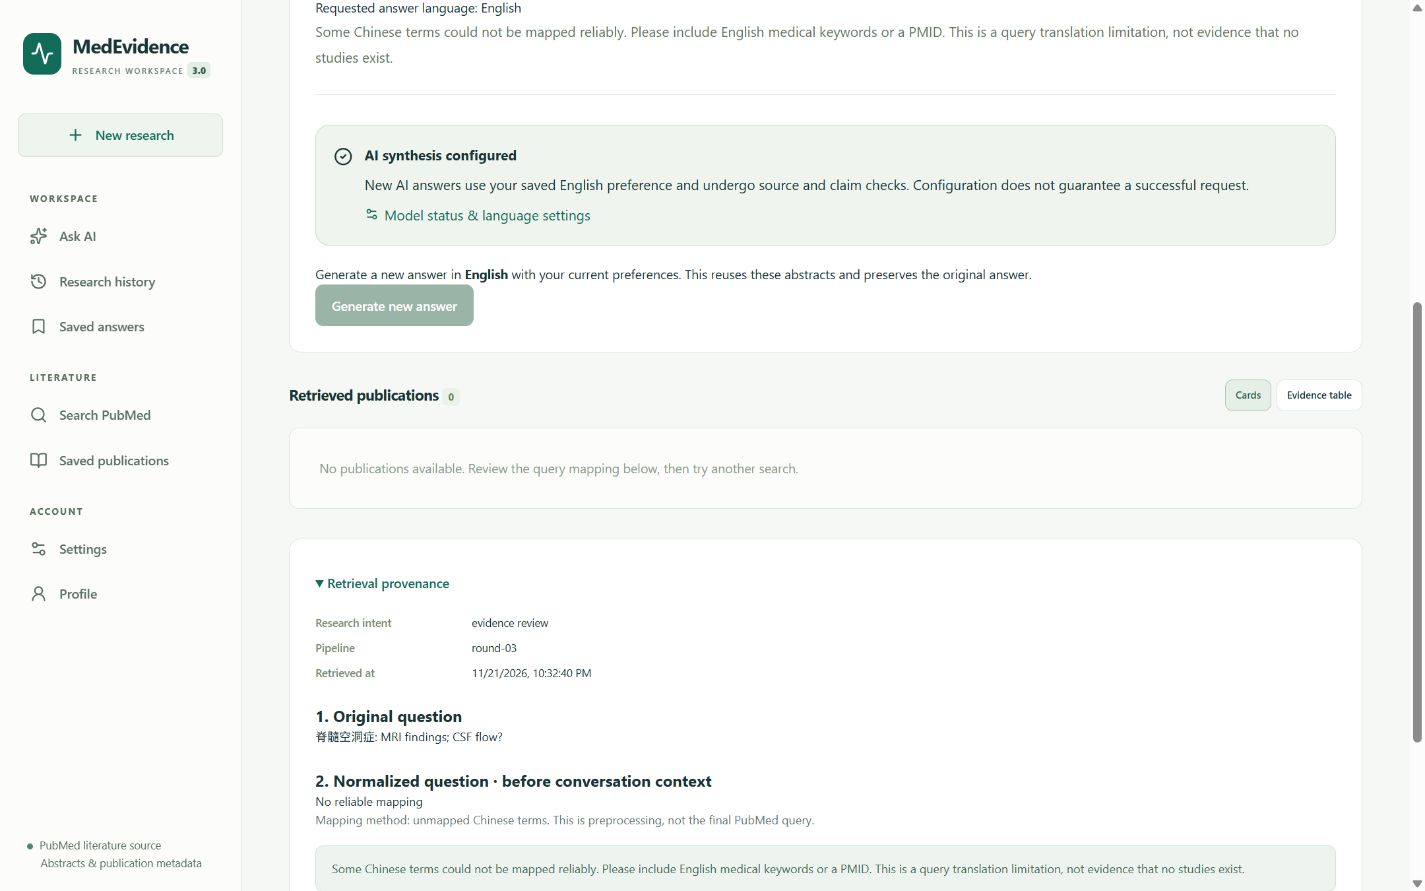 MedEvidence
RESEARCH WORKSPACE 3.0
New research
WORKSPACE
Ask AI
Research history
Saved answers
LITERATURE
Search PubMed
Saved publications
ACCOUNT
Settings
Profile
PubMed literature source
Abstracts & publication metadata
Requested answer language: English
Some Chinese terms could not be mapped reliably. Please include English medical keywords or a PMID. This is a query translation limitation, not evidence that no
studies exist.
AI synthesis configured
New AI answers use your saved English preference and undergo source and claim checks. Configuration does not guarantee a successful request.
Model status & language settings
Generate a new answer in English with your current preferences. This reuses these abstracts and preserves the original answer.
Generate new answer
Retrieved publications 0
Cards
Evidence table
No publications available. Review the query mapping below, then try another search.
Retrieval provenance
Research intent evidence review
Pipeline round-03
Retrieved at 11/21/2026, 10:32:40 PM
1. Original question
脊髓空洞症: MRI findings; CSF flow?
2. Normalized question · before conversation context
No reliable mapping
Mapping method: unmapped Chinese terms. This is preprocessing, not the final PubMed query.
Some Chinese terms could not be mapped reliably. Please include English medical keywords or a PMID. This is a query translation limitation, not evidence that no studies exist.